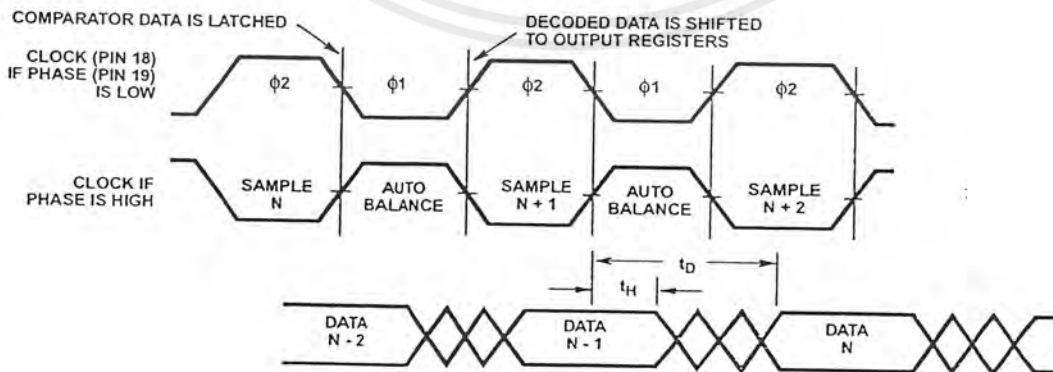 COMPARATOR DATA IS LATCHED
DECODED DATA IS SHIFTED
TO OUTPUT REGISTERS
CLOCK (PIN 18)
IF PHASE (PIN 19)
IS LOW
ϕ2
ϕ1
ϕ2
ϕ1
ϕ2
CLOCK IF
PHASE IS HIGH
SAMPLE
N
AUTO
BALANCE
SAMPLE
N + 1
AUTO
BALANCE
SAMPLE
N + 2
tD
tH
DATA
N - 2
DATA
N - 1
DATA
N